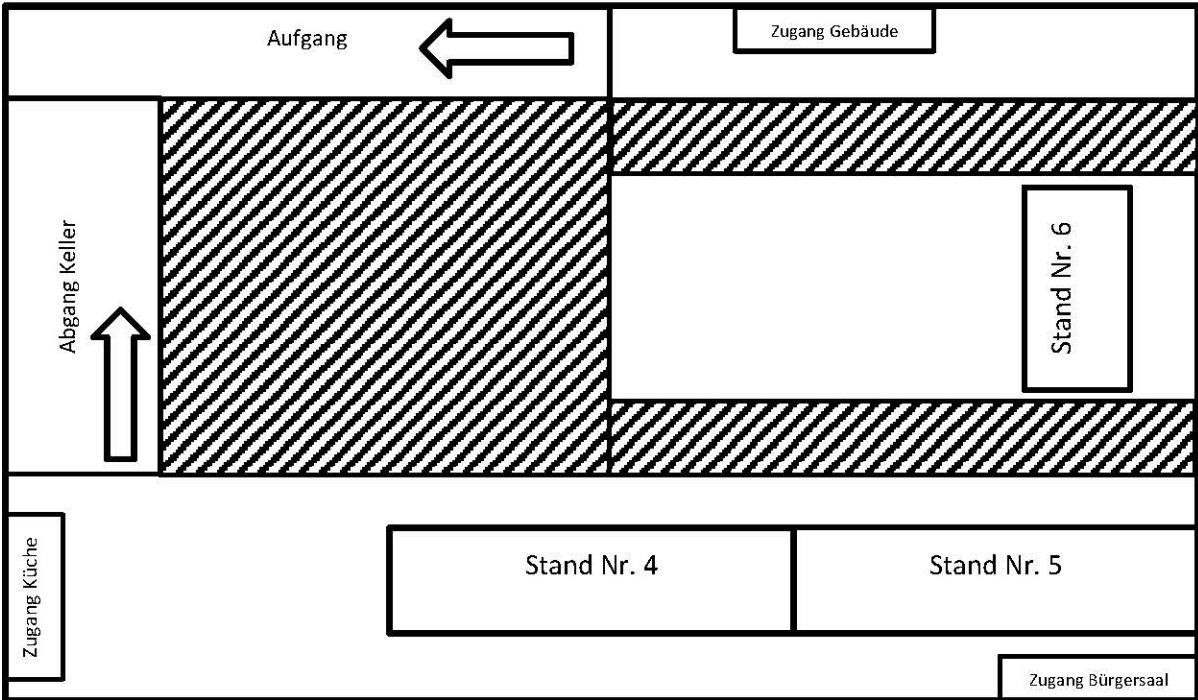 Aufgang
Zugang Gebäude
Abgang Keller
Stand Nr. 6
Zugang Küche
Stand Nr. 4
Stand Nr. 5
Zugang Bürgersaal